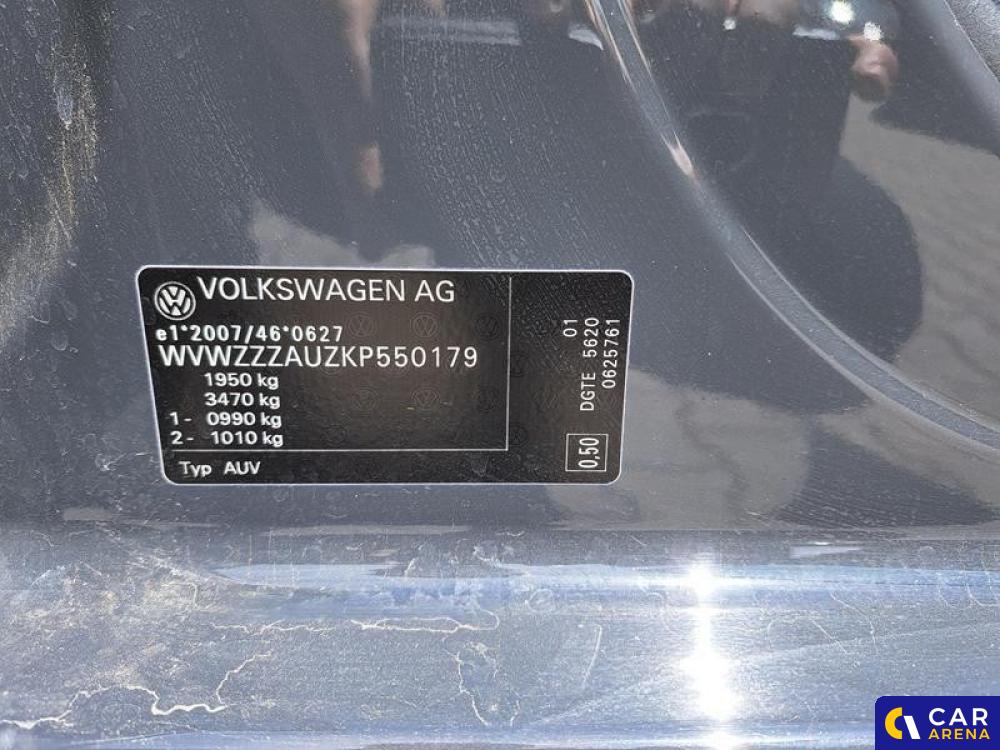 VOLKSWAGEN AG
e1*2007/46*0627
WVWZZZAUZKP550179
1950 kg
3470 kg
1- 0990 kg
2- 1010 kg
Typ AUV
01
DGTE 5620
0625761
0,50
CAR
ARENA